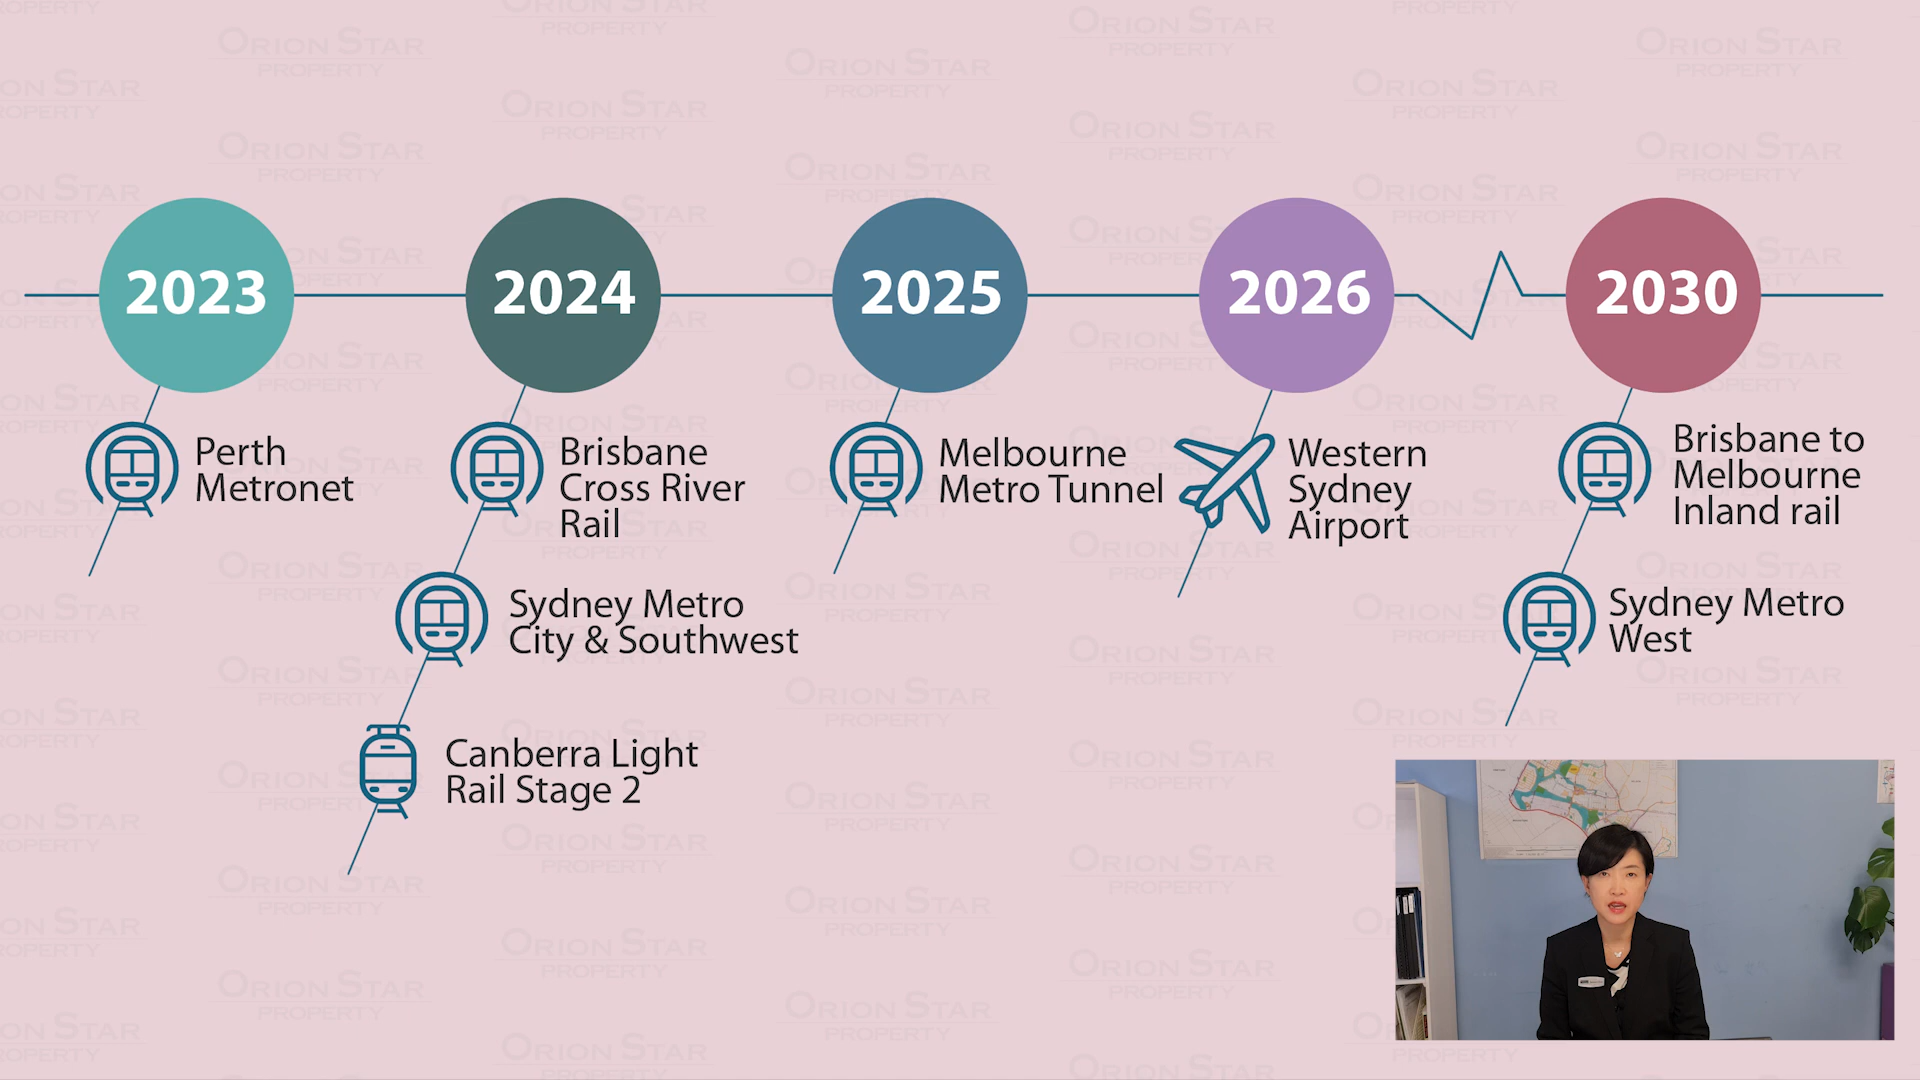 2023
2024
2025
2026
2030
Perth
Metronet
Brisbane
Cross River
Rail
Sydney Metro
City & Southwest
Canberra Light
Rail Stage 2
Melbourne
Metro Tunnel
Western
Sydney
Airport
Brisbane to
Melbourne
Inland rail
Sydney Metro
West
ORION STAR
PROPERTY